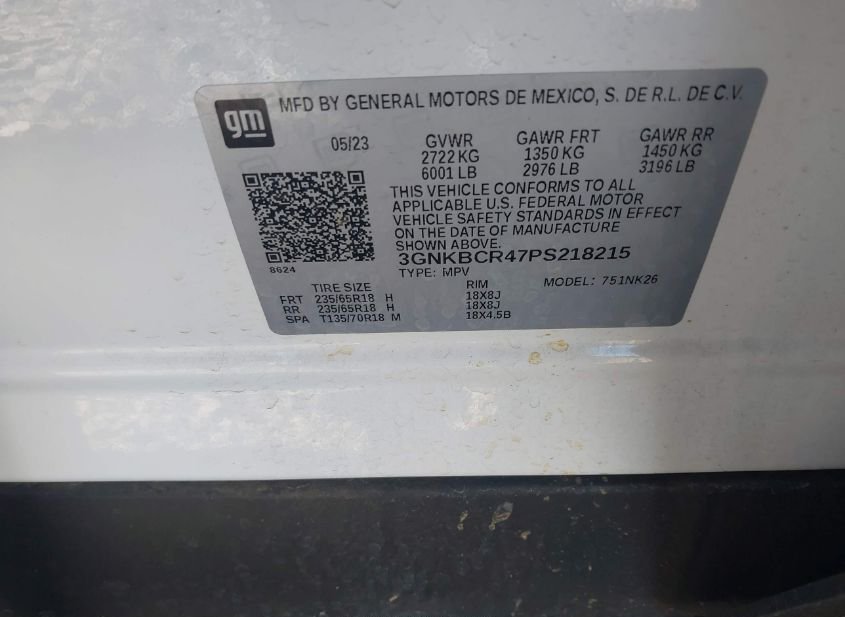 gm
MFD BY GENERAL MOTORS DE MEXICO, S. DE R.L. DE C.V.
05/23 GVWR GAWR FRT GAWR RR
2722 KG 1350 KG 1450 KG
6001 LB 2976 LB 3196 LB
THIS VEHICLE CONFORMS TO ALL
APPLICABLE U.S. FEDERAL MOTOR
VEHICLE SAFETY STANDARDS IN EFFECT
ON THE DATE OF MANUFACTURE
SHOWN ABOVE.
3GNKBCR47PS218215
8624 TYPE: MPV MODEL: 751NK26
TIRE SIZE RIM
FRT 235/65R18 H 18X8J
RR 235/65R18 H 18X8J
SPA T135/70R18 M 18X4.5B